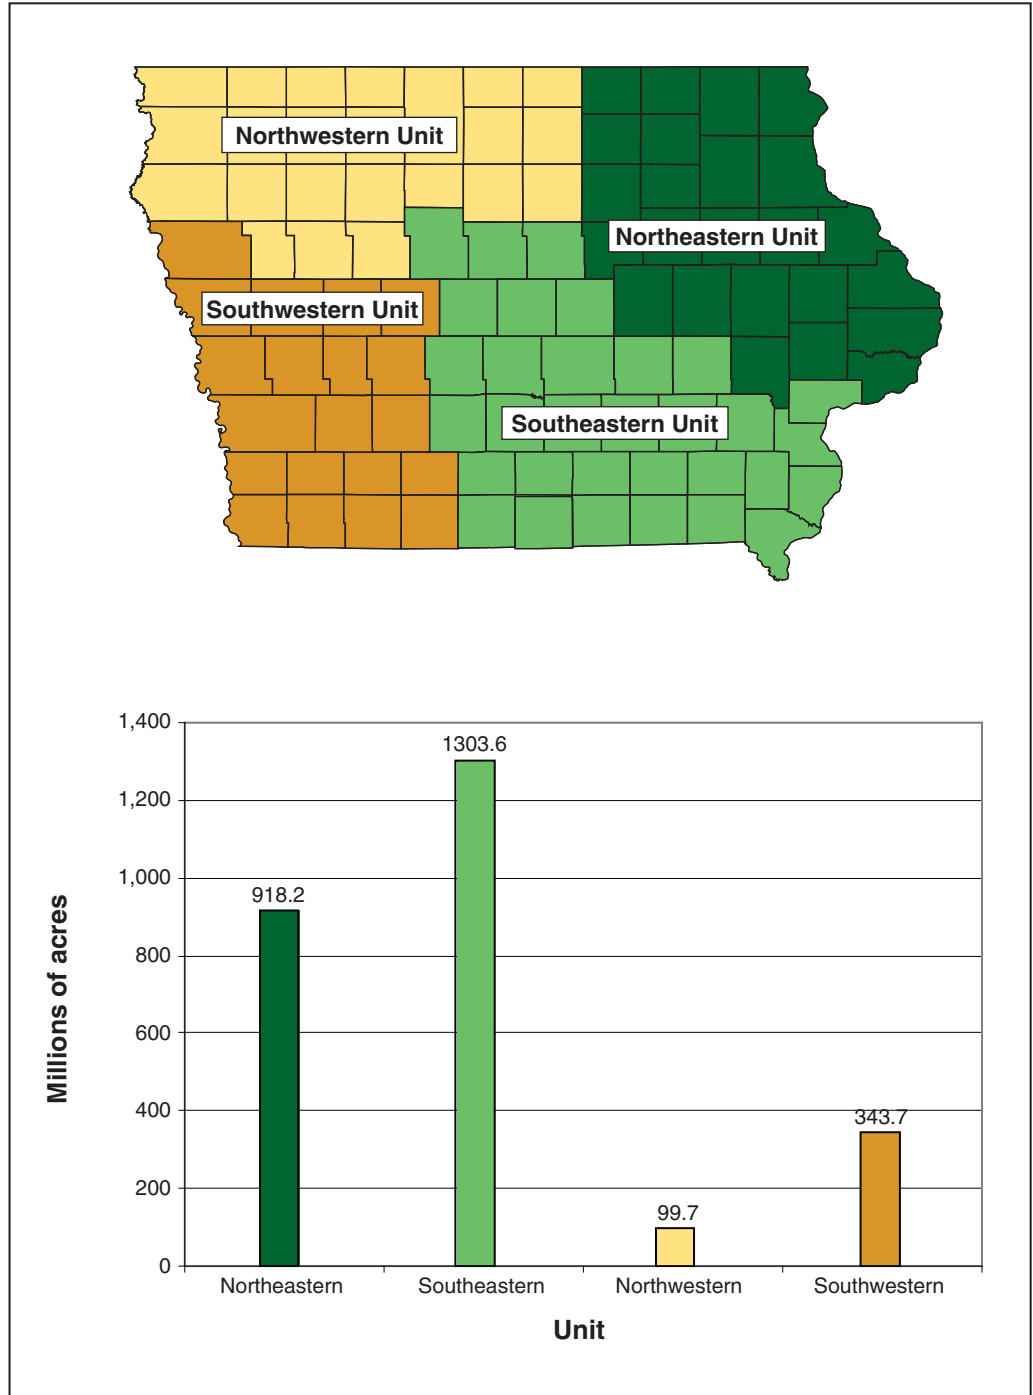 Northwestern Unit
Northeastern Unit
Southwestern Unit
Southeastern Unit
1,400
1,200
1,000
800
600
400
200
0
Millions of acres
918.2
1303.6
99.7
343.7
Northeastern
Southeastern
Northwestern
Southwestern
Unit